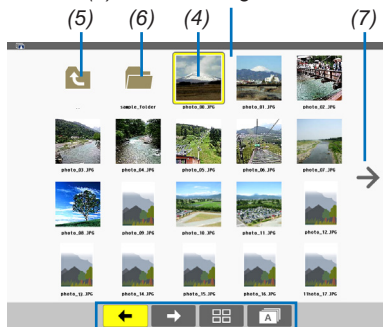 (5) (6) (4) (7)
.. sample_folder photo_00.JPG photo_01.JPG photo_02.JPG
photo_03.JPG photo_04.JPG photo_05.JPG photo_06.JPG photo_07.JPG
photo_08.JPG photo_09.JPG photo_10.JPG photo_11.JPG photo_12.JPG
photo_13.JPG photo_14.JPG photo_15.JPG photo_16.JPG photo_17.JPG
A